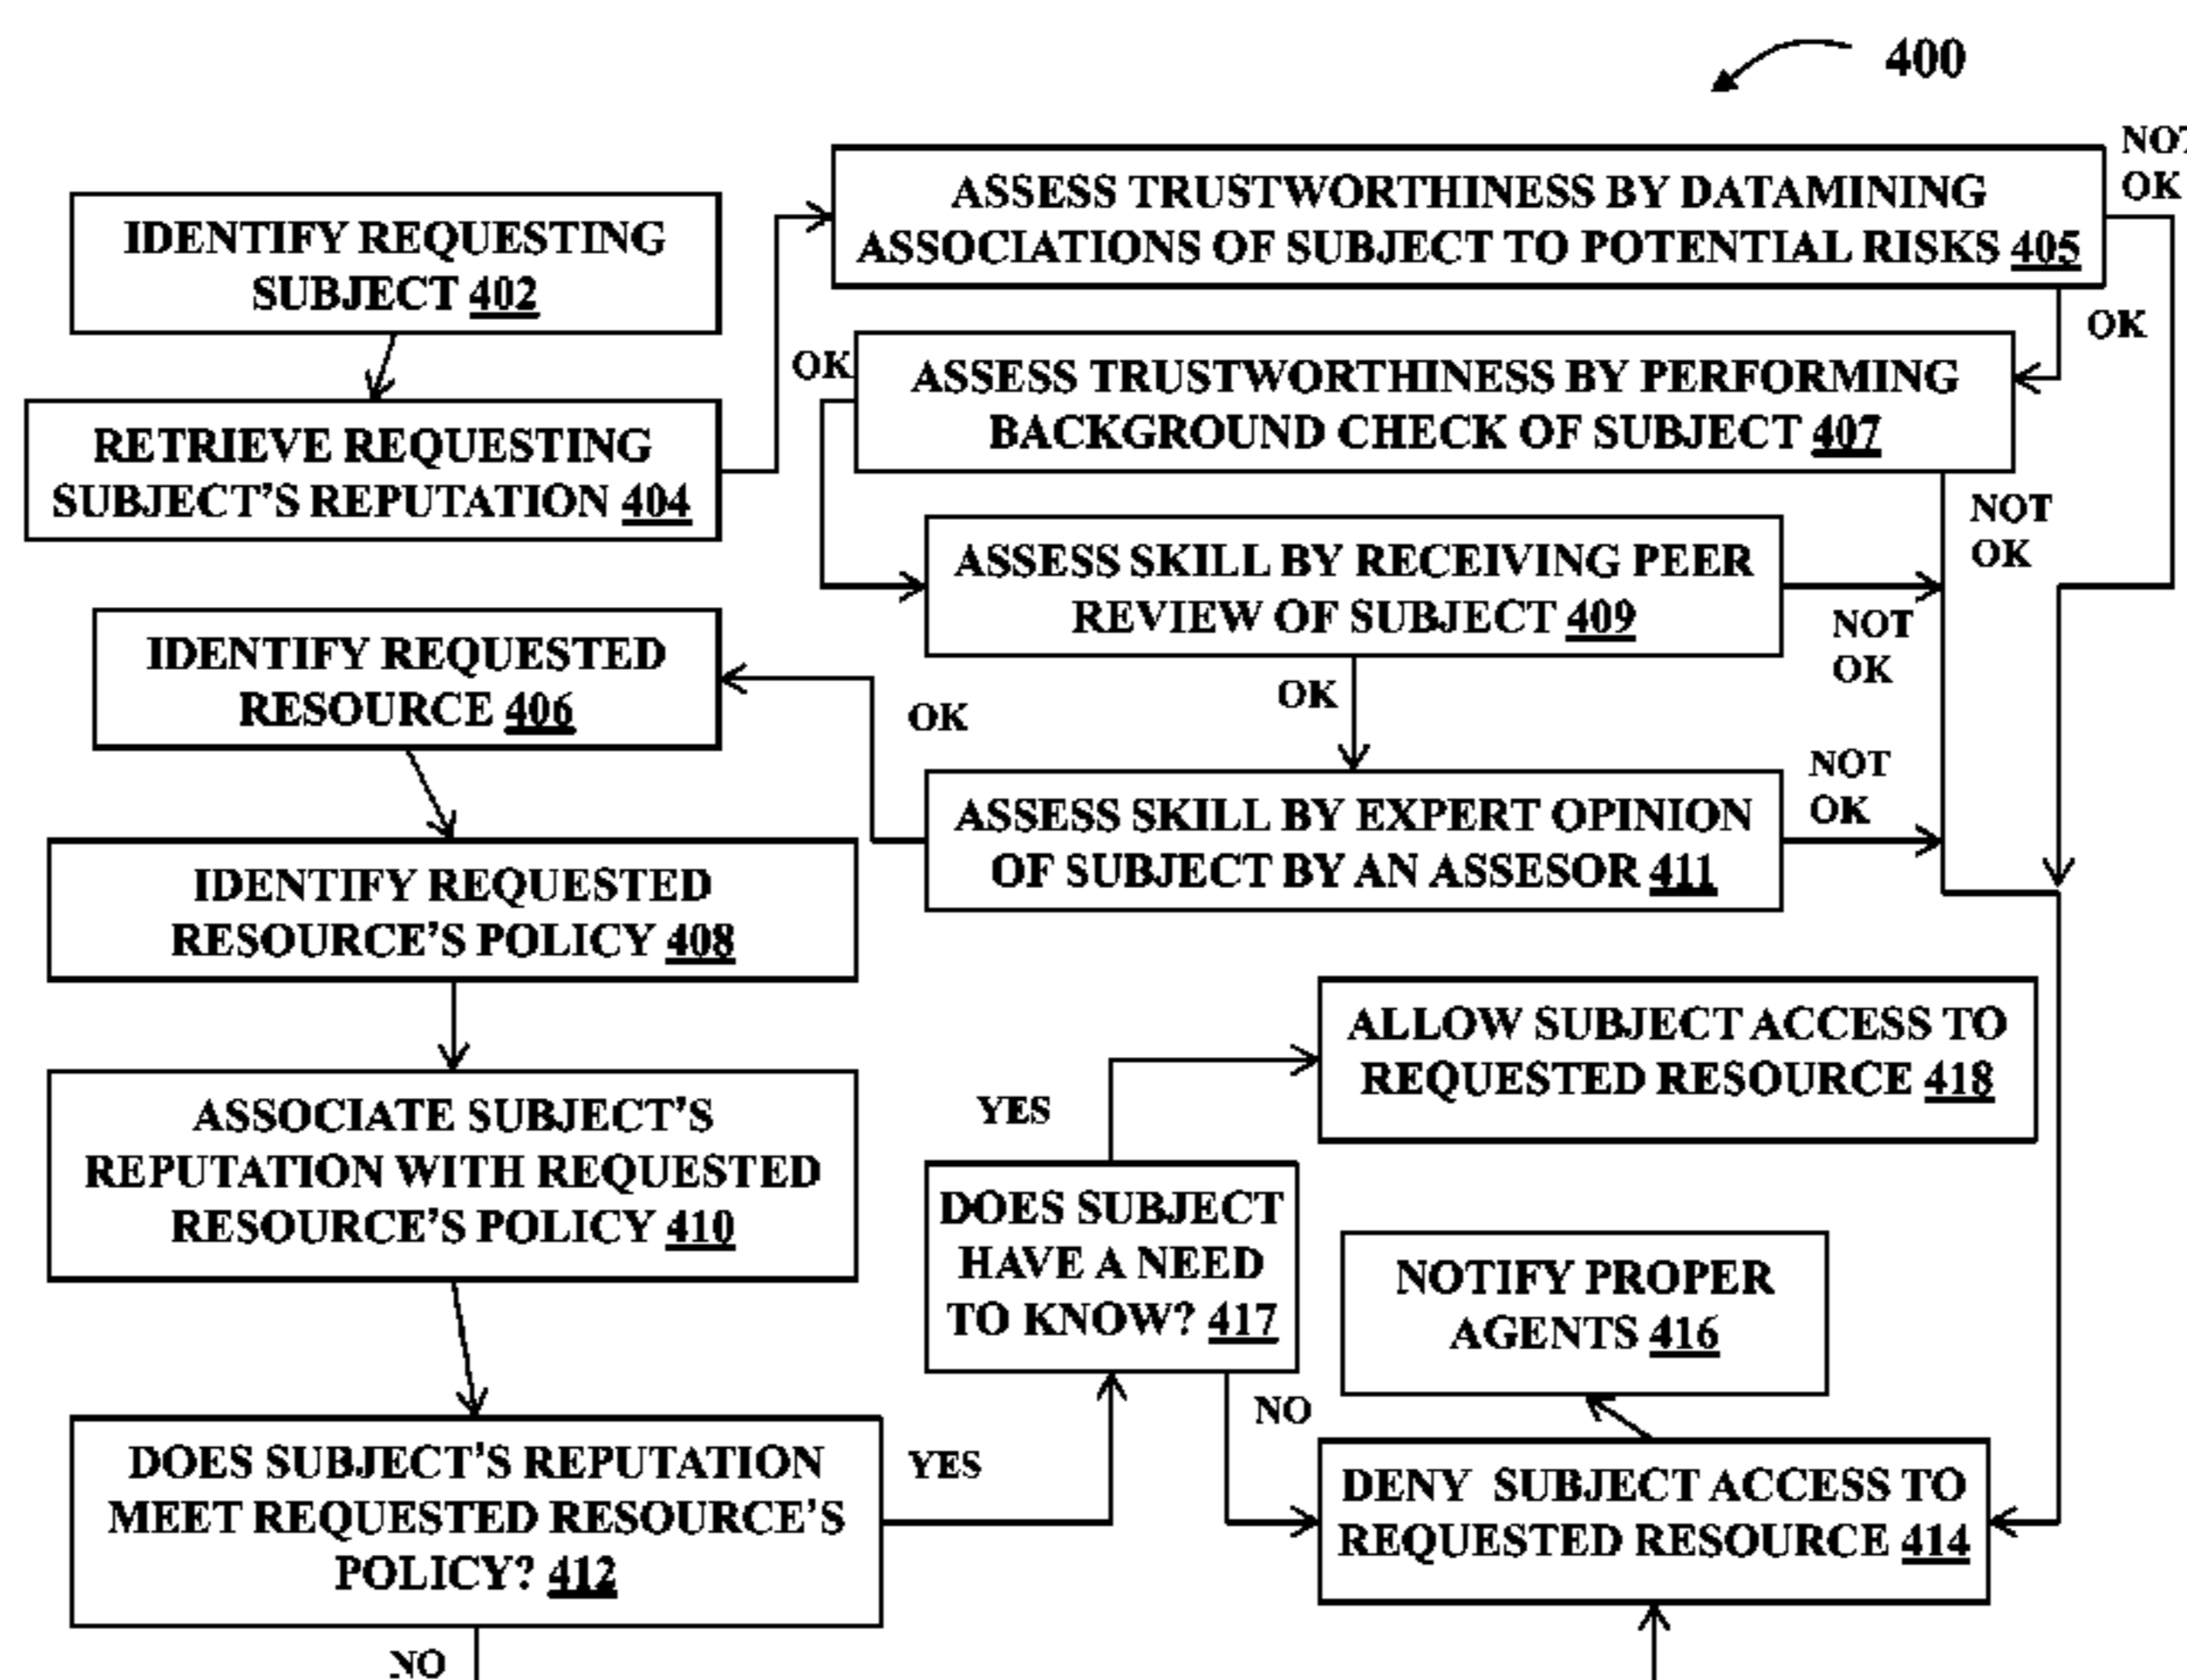 400
IDENTIFY REQUESTING
SUBJECT 402
RETRIEVE REQUESTING
SUBJECT'S REPUTATION 404
ASSESS TRUSTWORTHINESS BY DATAMINING
ASSOCIATIONS OF SUBJECT TO POTENTIAL RISKS 405
NOT
OK
OK
OK
ASSESS TRUSTWORTHINESS BY PERFORMING
BACKGROUND CHECK OF SUBJECT 407
NOT
OK
ASSESS SKILL BY RECEIVING PEER
REVIEW OF SUBJECT 409
NOT
OK
OK
ASSESS SKILL BY EXPERT OPINION
OF SUBJECT BY AN ASSESOR 411
NOT
OK
OK
IDENTIFY REQUESTED
RESOURCE 406
IDENTIFY REQUESTED
RESOURCE'S POLICY 408
ASSOCIATE SUBJECT'S
REPUTATION WITH REQUESTED
RESOURCE'S POLICY 410
DOES SUBJECT'S REPUTATION
MEET REQUESTED RESOURCE'S
POLICY? 412
YES
NO
DOES SUBJECT
HAVE A NEED
TO KNOW? 417
YES
NO
ALLOW SUBJECT ACCESS TO
REQUESTED RESOURCE 418
NOTIFY PROPER
AGENTS 416
DENY SUBJECT ACCESS TO
REQUESTED RESOURCE 414